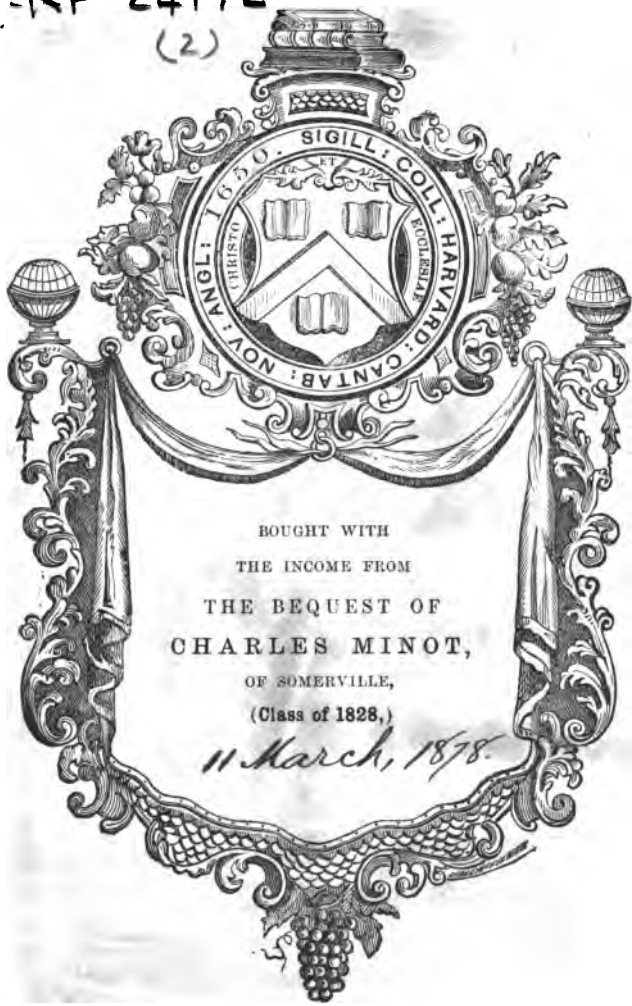 (2)
SIGILL: COLL: HARVARD: CANTAB: NOV: ANGL: 1650.
ET
CHRISTO
ECCLESIAE
BOUGHT WITH
THE INCOME FROM
THE BEQUEST OF
CHARLES MINOT,
OF SOMERVILLE,
(Class of 1828,)
11 March, 1878.